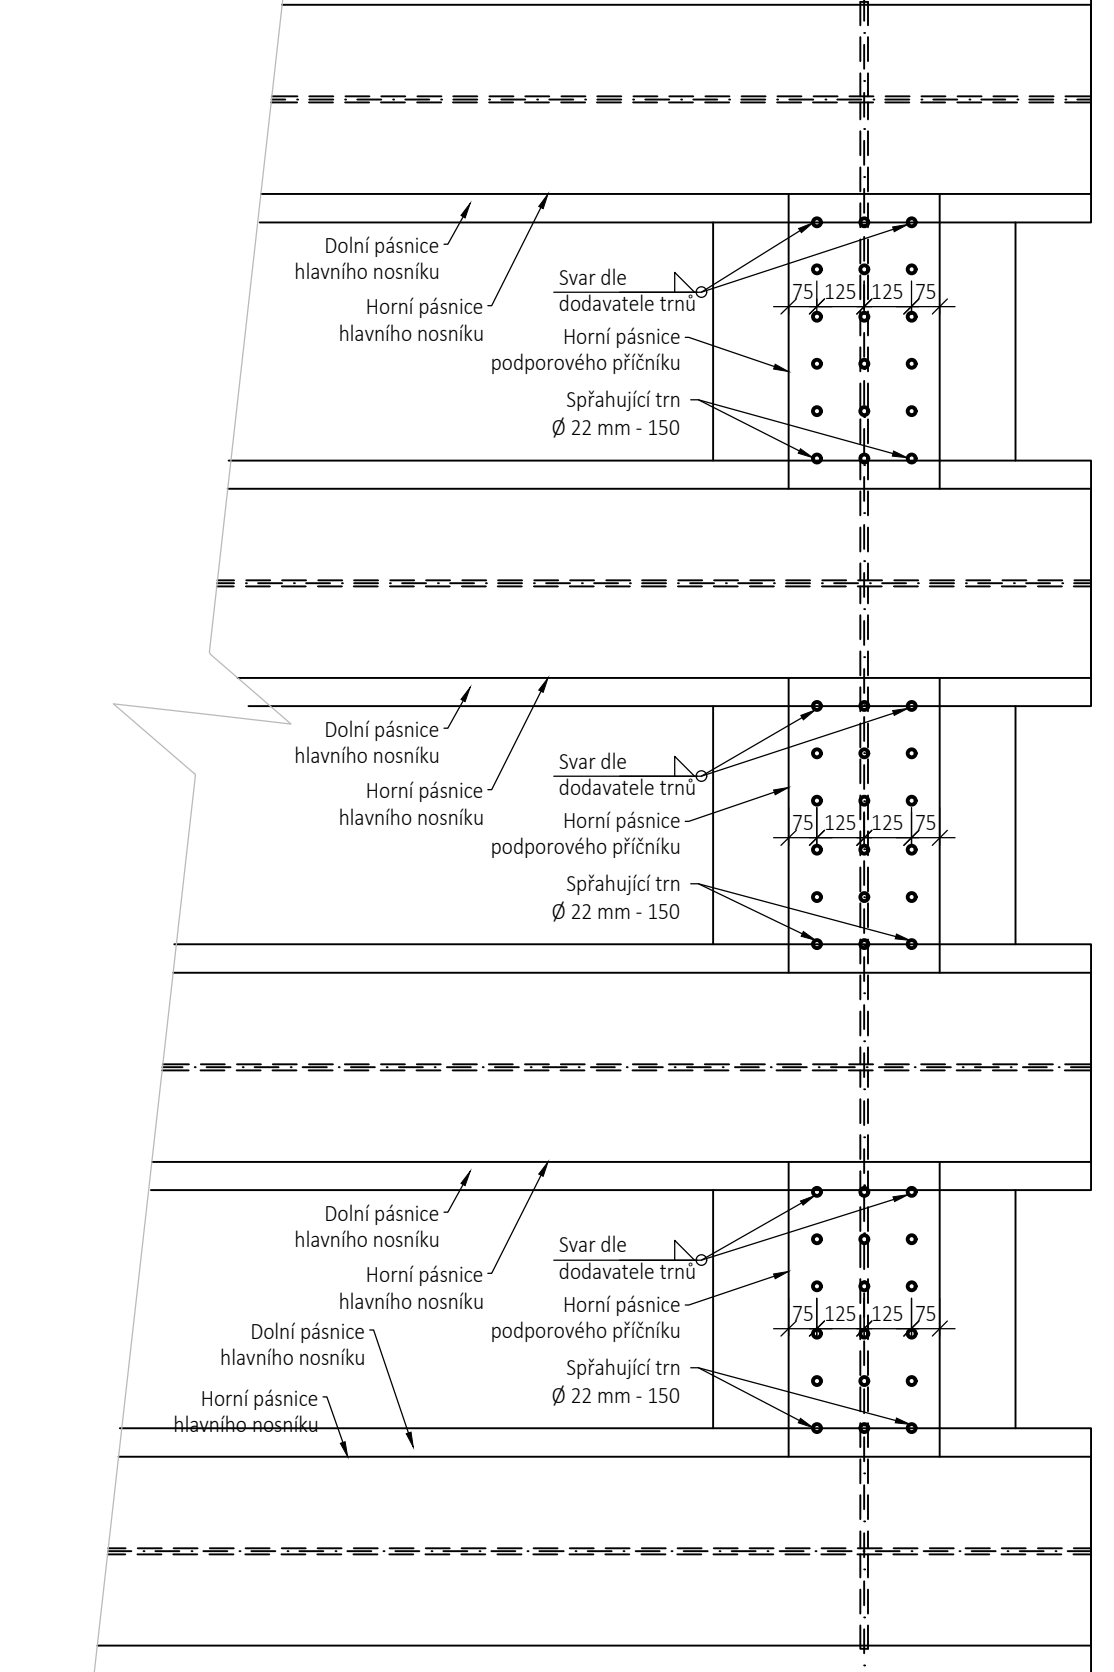 Dolní pásnice
hlavního nosníku
Horní pásnice
hlavního nosníku
Svar dle
dodavatele trnů
75 125 125 75
Horní pásnice
podporového příčníku
Spřahující trn
Ø 22 mm - 150
Dolní pásnice
hlavního nosníku
Horní pásnice
hlavního nosníku
Svar dle
dodavatele trnů
Horní pásnice
podporového příčníku
75 125 125 75
Spřahující trn
Ø 22 mm - 150
Dolní pásnice
hlavního nosníku
Horní pásnice
hlavního nosníku
Svar dle
dodavatele trnů
Horní pásnice
podporového příčníku
75 125 125 75
Dolní pásnice
hlavního nosníku
Spřahující trn
Ø 22 mm - 150
Horní pásnice
hlavního nosníku